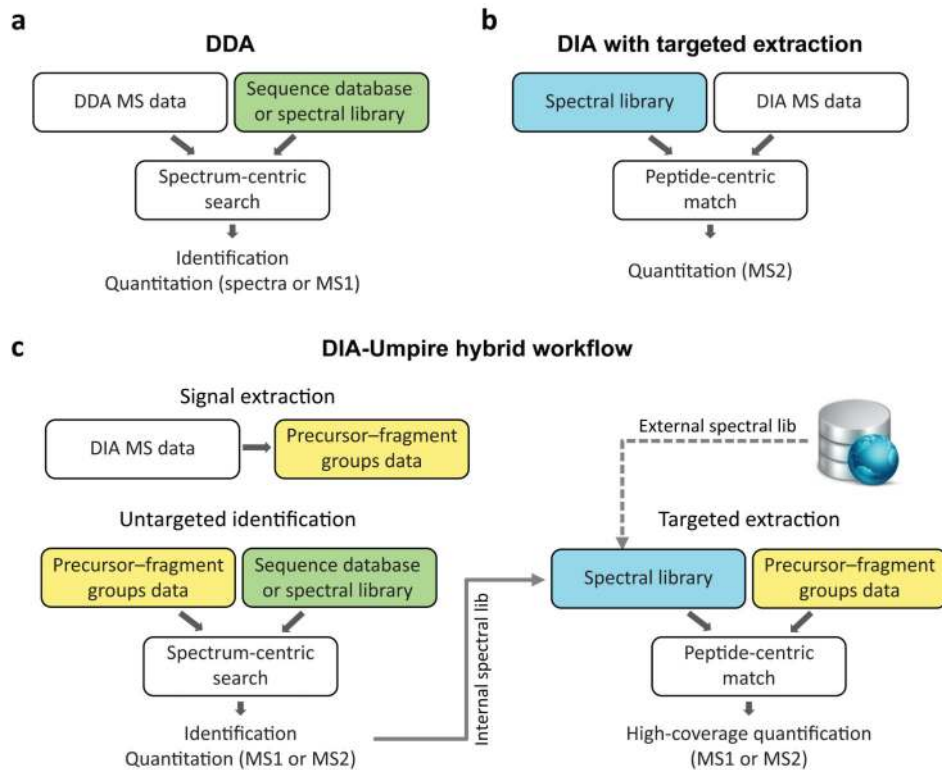 a
DDA
DDA MS data
Sequence database
or spectral library
Spectrum-centric
search
Identification
Quantitation (spectra or MS1)
b
DIA with targeted extraction
Spectral library
DIA MS data
Peptide-centric
match
Quantitation (MS2)
c
DIA-Umpire hybrid workflow
Signal extraction
DIA MS data
Precursor–fragment
groups data
Untargeted identification
Precursor–fragment
groups data
Sequence database
or spectral library
Spectrum-centric
search
Identification
Quantitation (MS1 or MS2)
Internal spectral lib
External spectral lib
Targeted extraction
Spectral library
Precursor–fragment
groups data
Peptide-centric
match
High-coverage quantification
(MS1 or MS2)